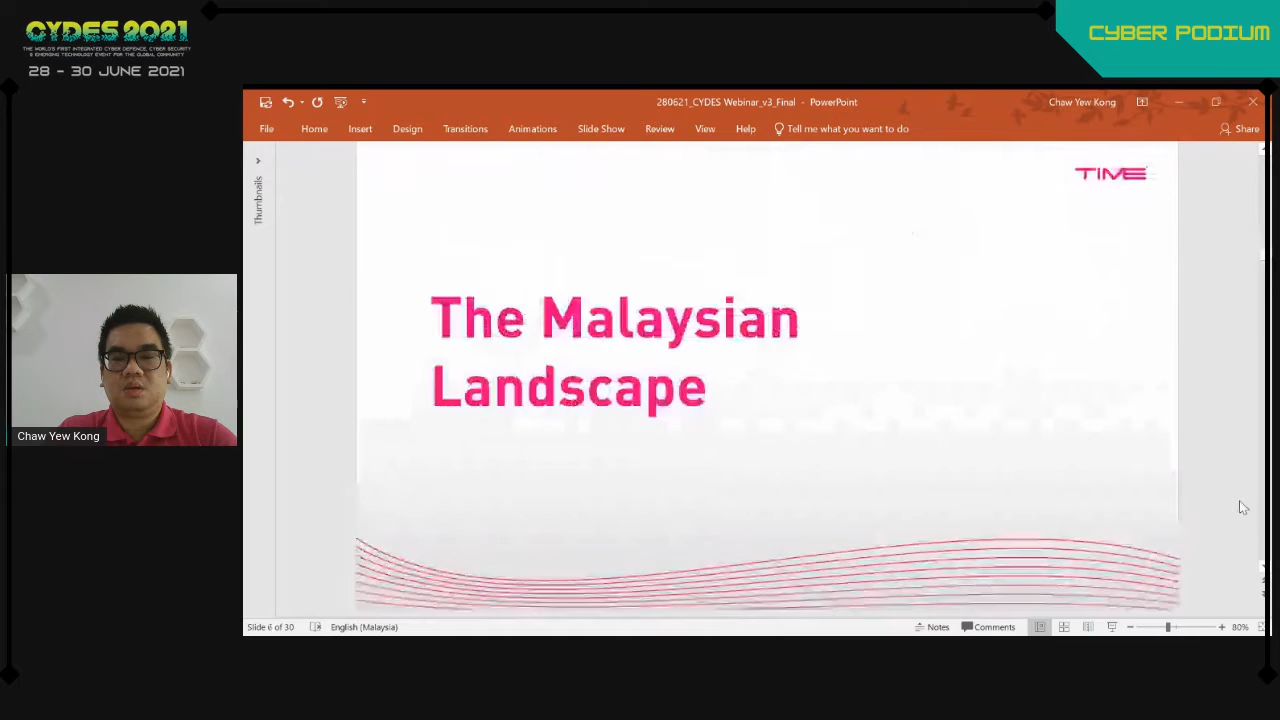 CYDES 2021
THE WORLD'S FIRST INTEGRATED CYBER DEFENCE, CYBER SECURITY
& EMERGING TECHNOLOGY EVENT FOR THE GLOBAL COMMUNITY
28 - 30 JUNE 2021
CYBER PODIUM
280621_CYDES Webinar_v3_Final - PowerPoint
Chaw Yew Kong
File Home Insert Design Transitions Animations Slide Show Review View Help Tell me what you want to do Share
Thumbnails
TIME
The Malaysian
Landscape
Chaw Yew Kong
Slide 6 of 30 English (Malaysia) Notes Comments 80%